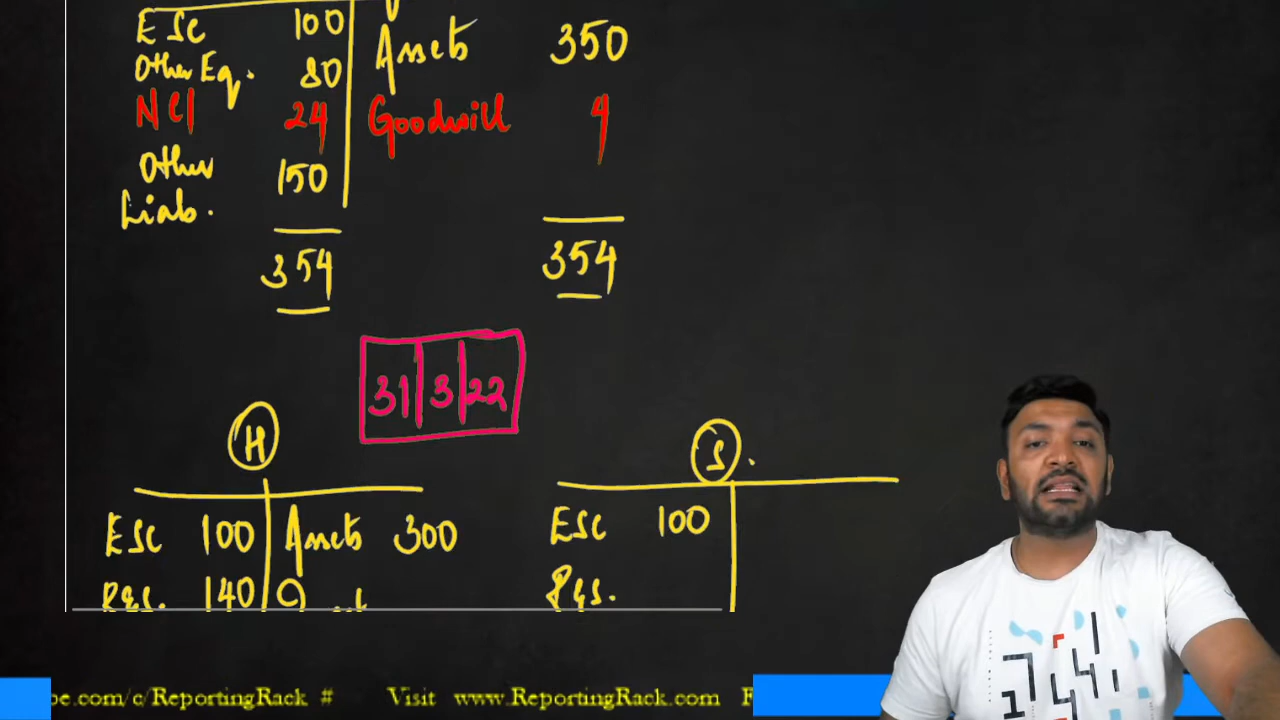 ESC 100 Assets 350
Other Eq. 80
NCI 24 Goodwill 4
Other 150
Liab.
354 354
31 3 22
H S.
ESC 100 Assets 300 ESC 100
Res. 140 Res.
be.com/c/ReportingRack # Visit www.ReportingRack.com F